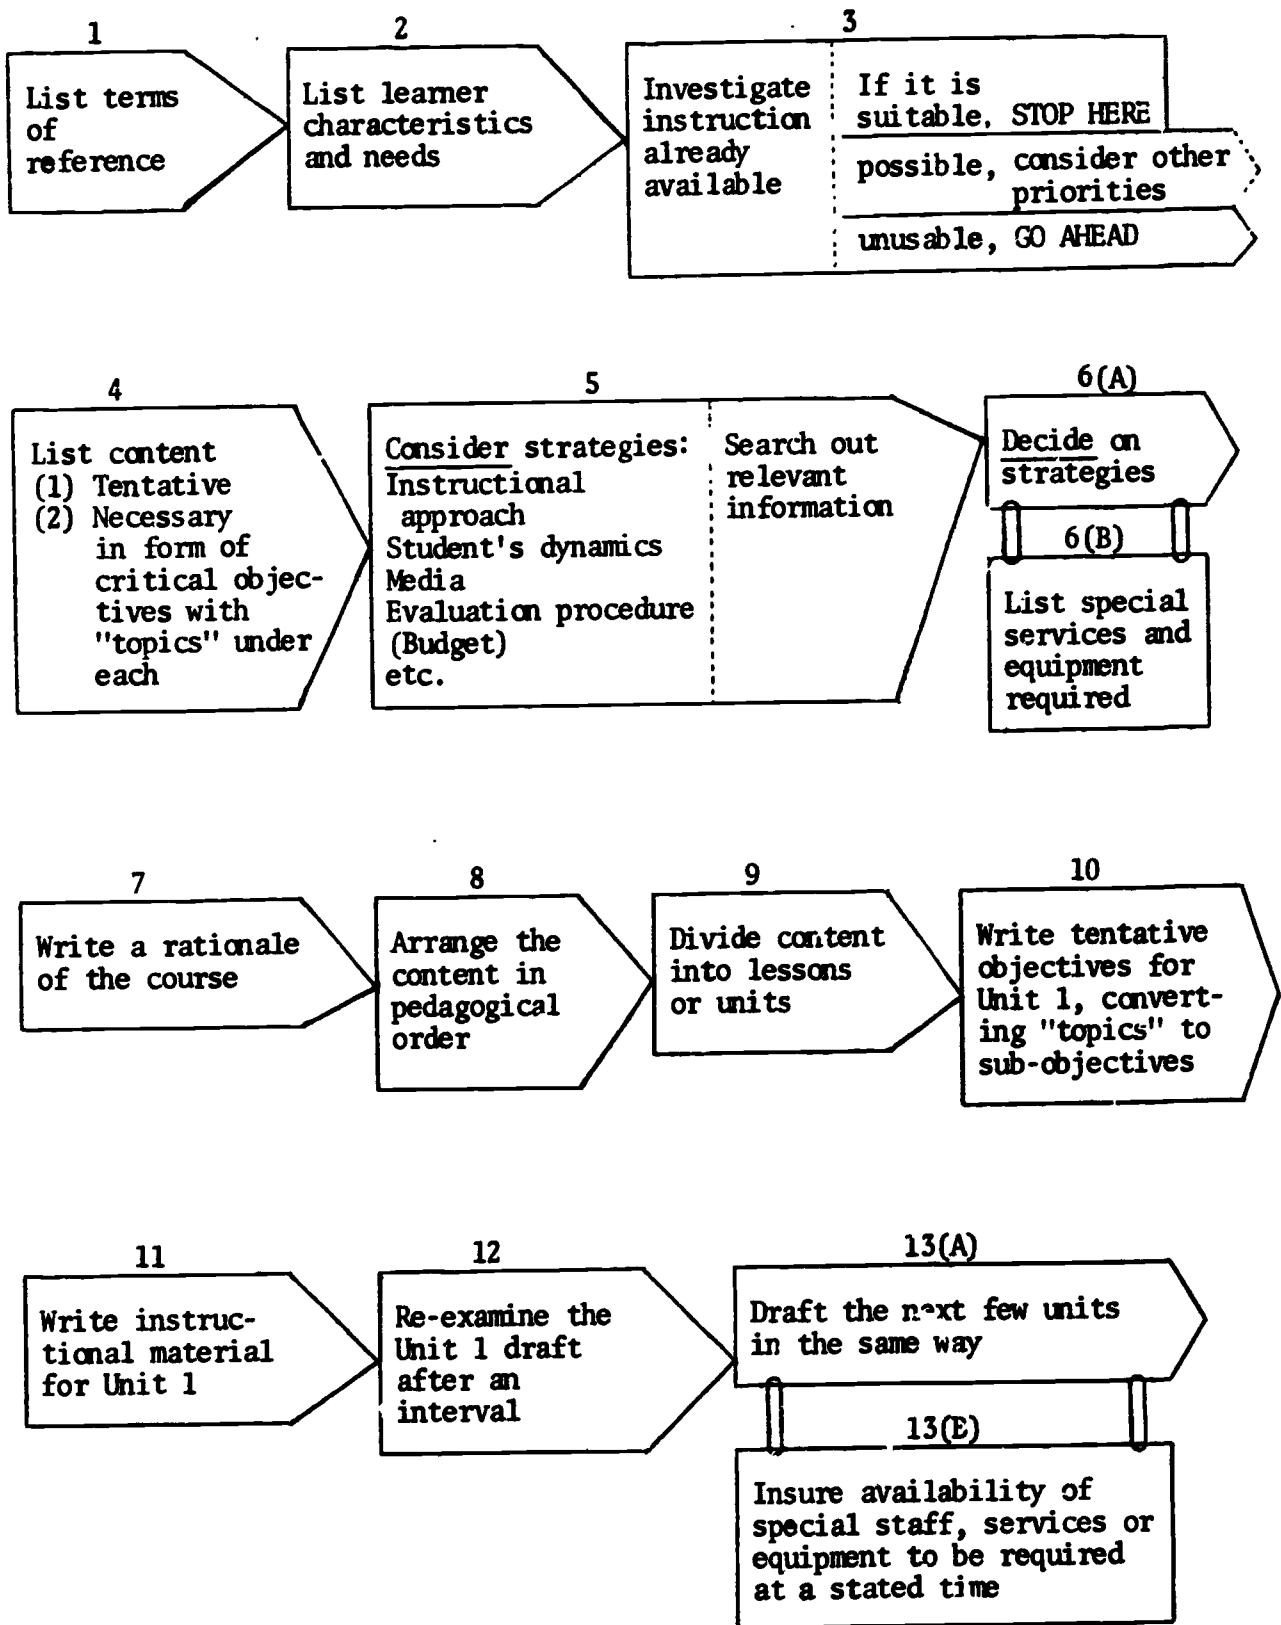 1
List terms
of
reference
2
List learner
characteristics
and needs
3
Investigate
instruction
already
available
If it is
suitable, STOP HERE
possible, consider other
priorities
unusable, GO AHEAD
4
List content
(1) Tentative
(2) Necessary
in form of
critical objec-
tives with
"topics" under
each
5
Consider strategies:
Instructional
approach
Student's dynamics
Media
Evaluation procedure
(Budget)
etc.
Search out
relevant
information
6(A)
Decide on
strategies
6(B)
List special
services and
equipment
required
7
Write a rationale
of the course
8
Arrange the
content in
pedagogical
order
9
Divide content
into lessons
or units
10
Write tentative
objectives for
Unit 1, convert-
ing "topics" to
sub-objectives
11
Write instruc-
tional material
for Unit 1
12
Re-examine the
Unit 1 draft
after an
interval
13(A)
Draft the next few units
in the same way
13(E)
Insure availability of
special staff, services or
equipment to be required
at a stated time